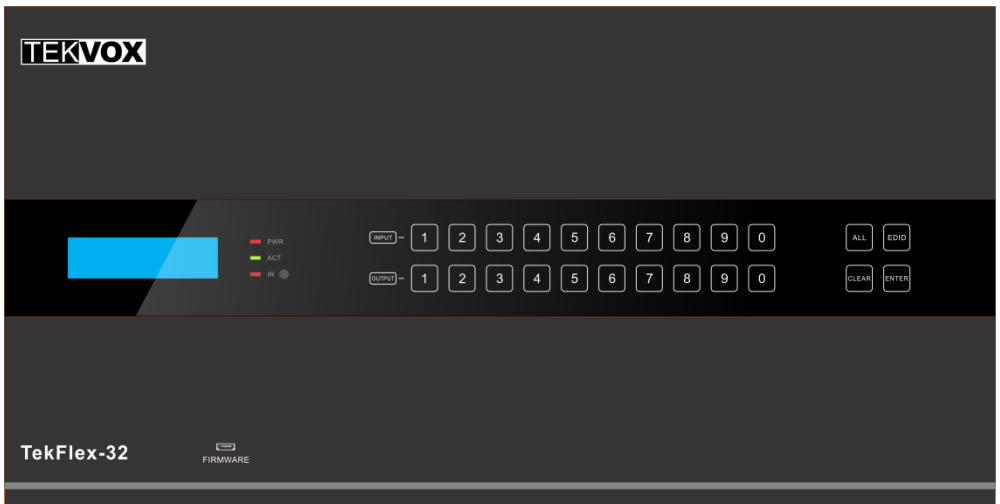 TEKVOX
PWR
ACT
IR
INPUT 1 2 3 4 5 6 7 8 9 0
OUTPUT 1 2 3 4 5 6 7 8 9 0
ALL EDID
CLEAR ENTER
TekFlex-32
FIRMWARE